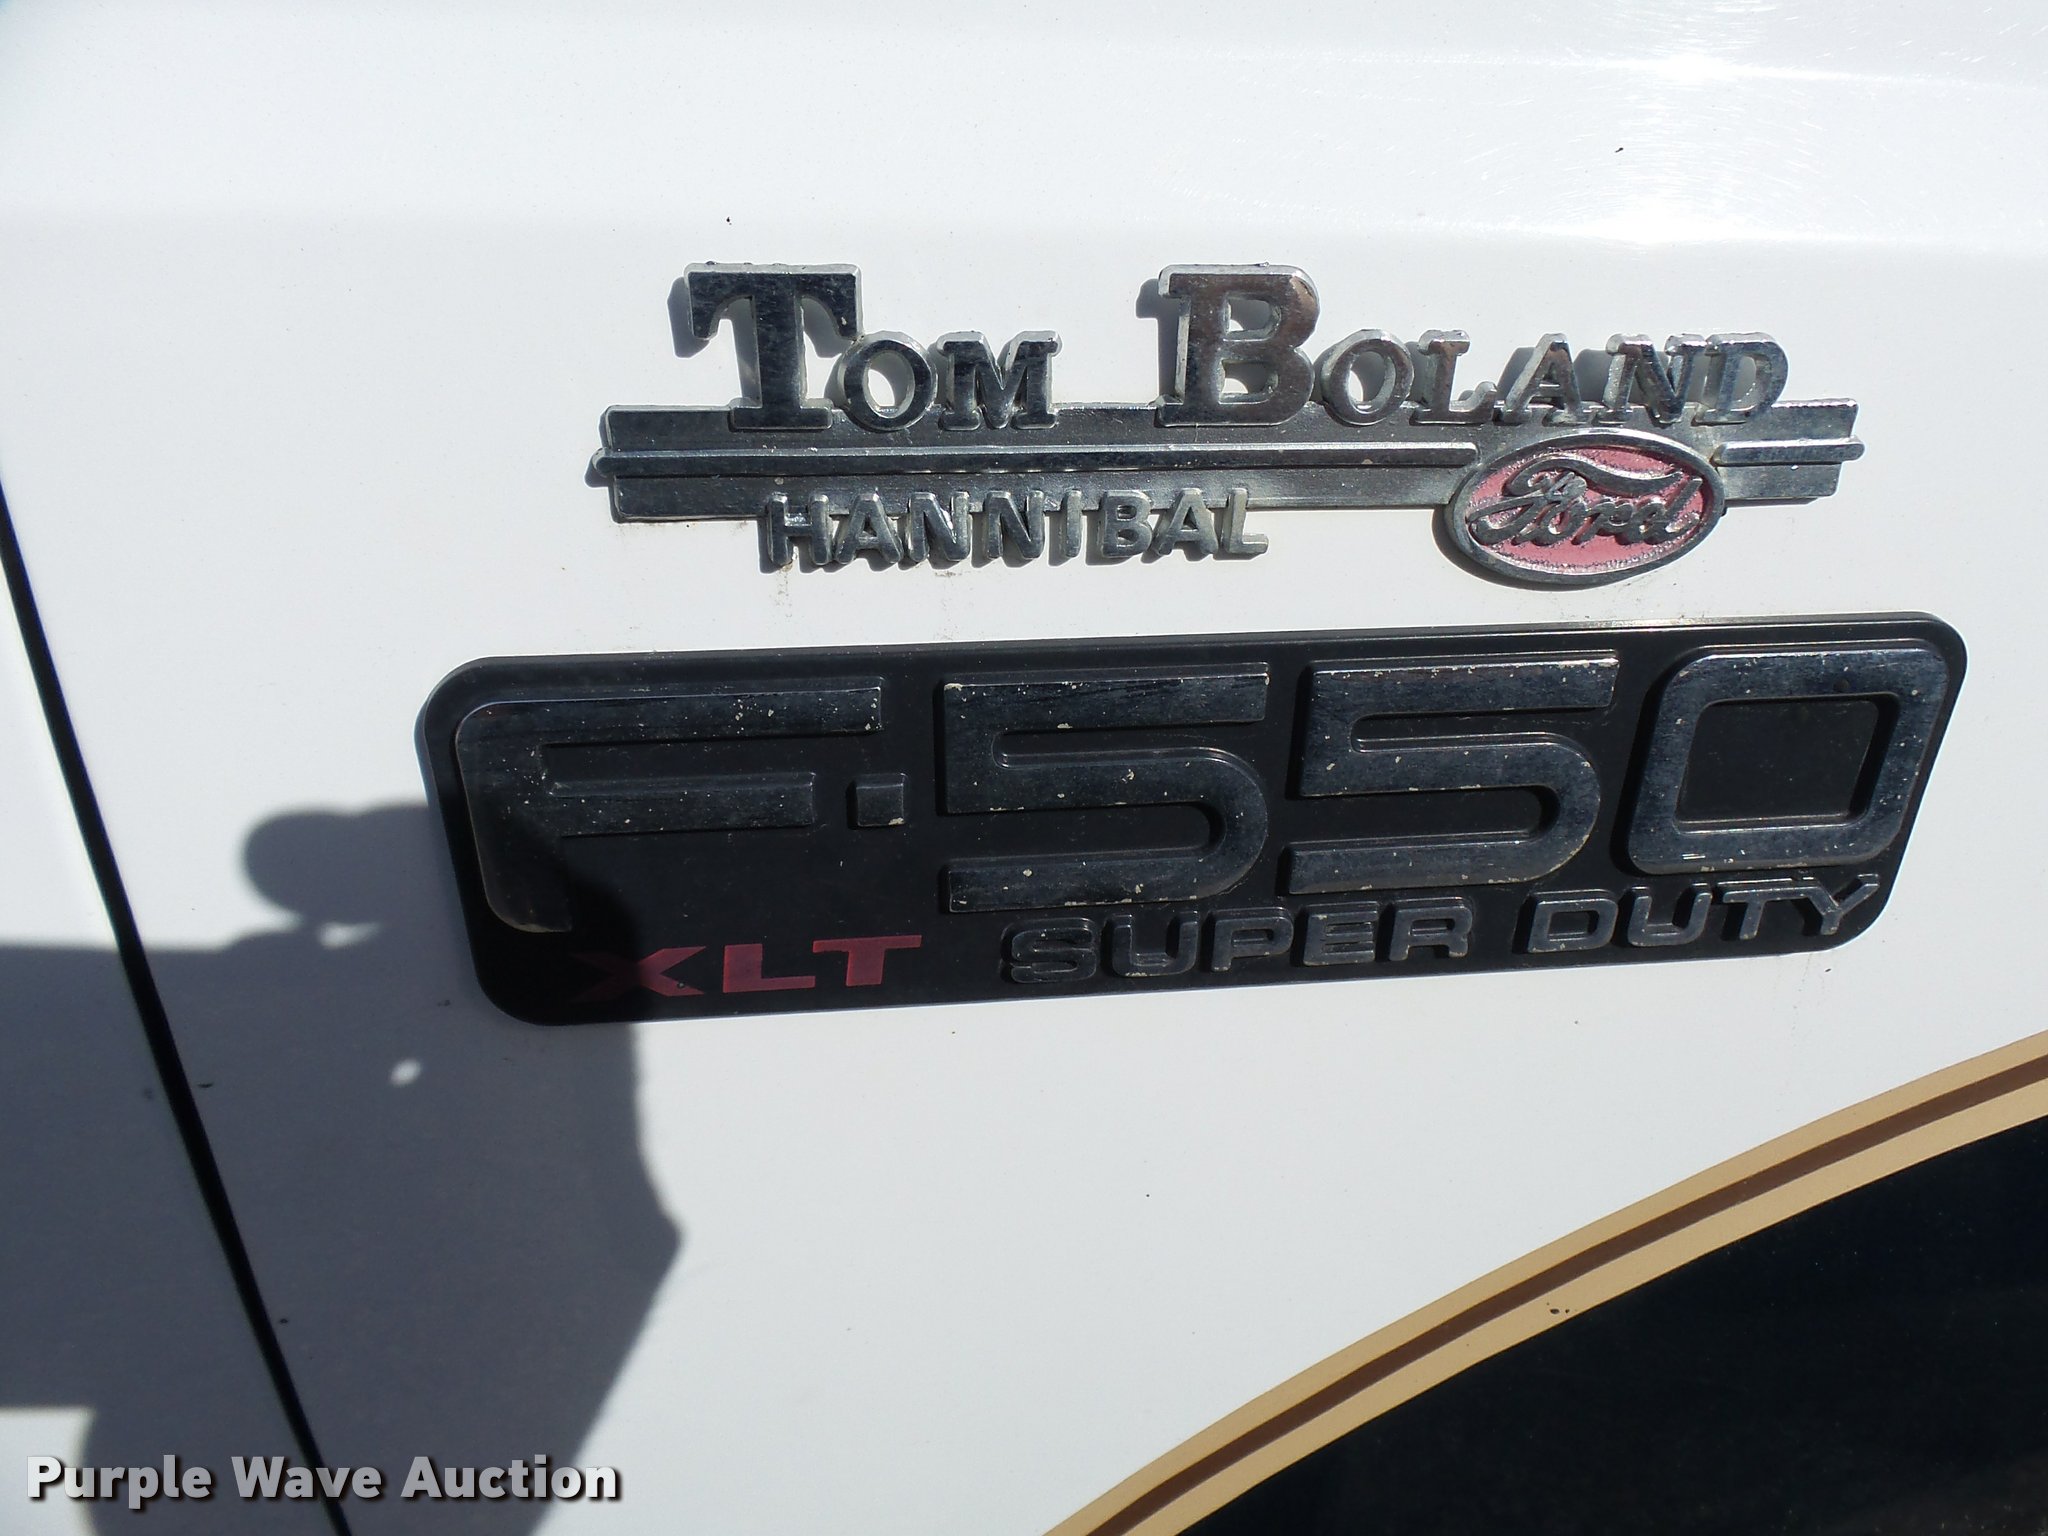 TOM BOLAND
HANNIBAL
Ford
F-550
XLT SUPER DUTY
Purple Wave Auction